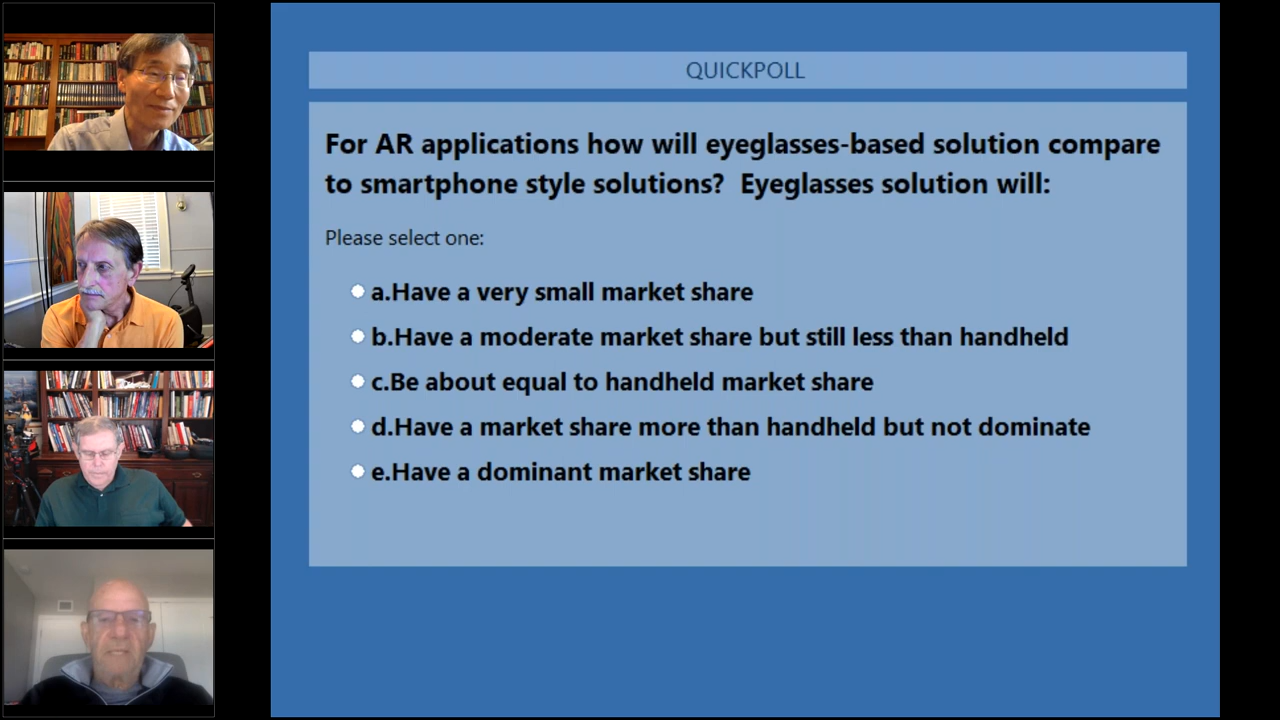 QUICKPOLL
For AR applications how will eyeglasses-based solution compare
to smartphone style solutions?  Eyeglasses solution will:
Please select one:
a.Have a very small market share
b.Have a moderate market share but still less than handheld
c.Be about equal to handheld market share
d.Have a market share more than handheld but not dominate
e.Have a dominant market share